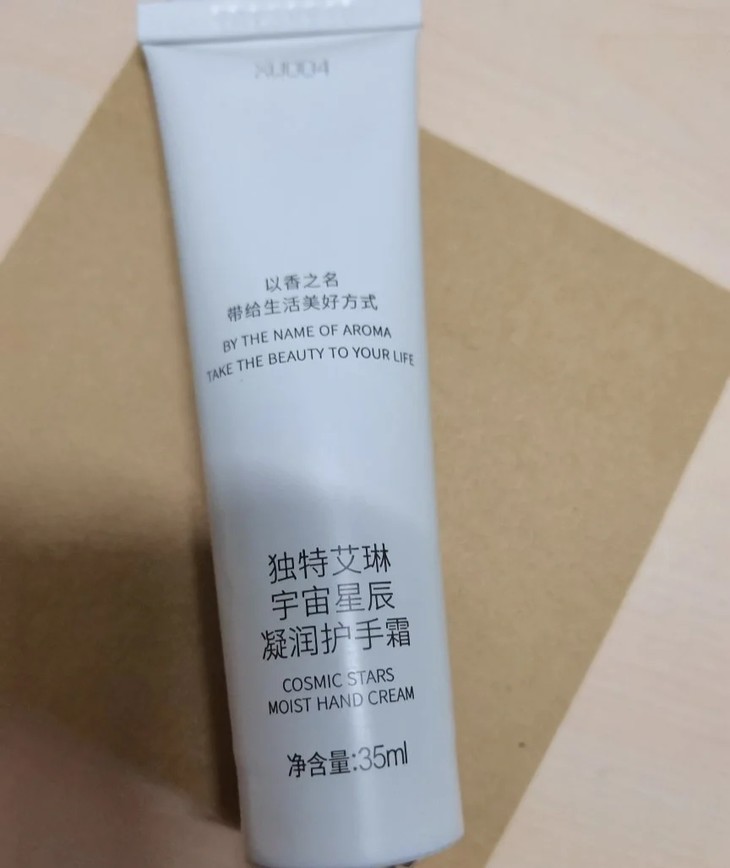 以香之名
带给生活美好方式
BY THE NAME OF AROMA
TAKE THE BEAUTY TO YOUR LIFE
独特艾琳
宇宙星辰
凝润护手霜
COSMIC STARS
MOIST HAND CREAM
净含量:35ml